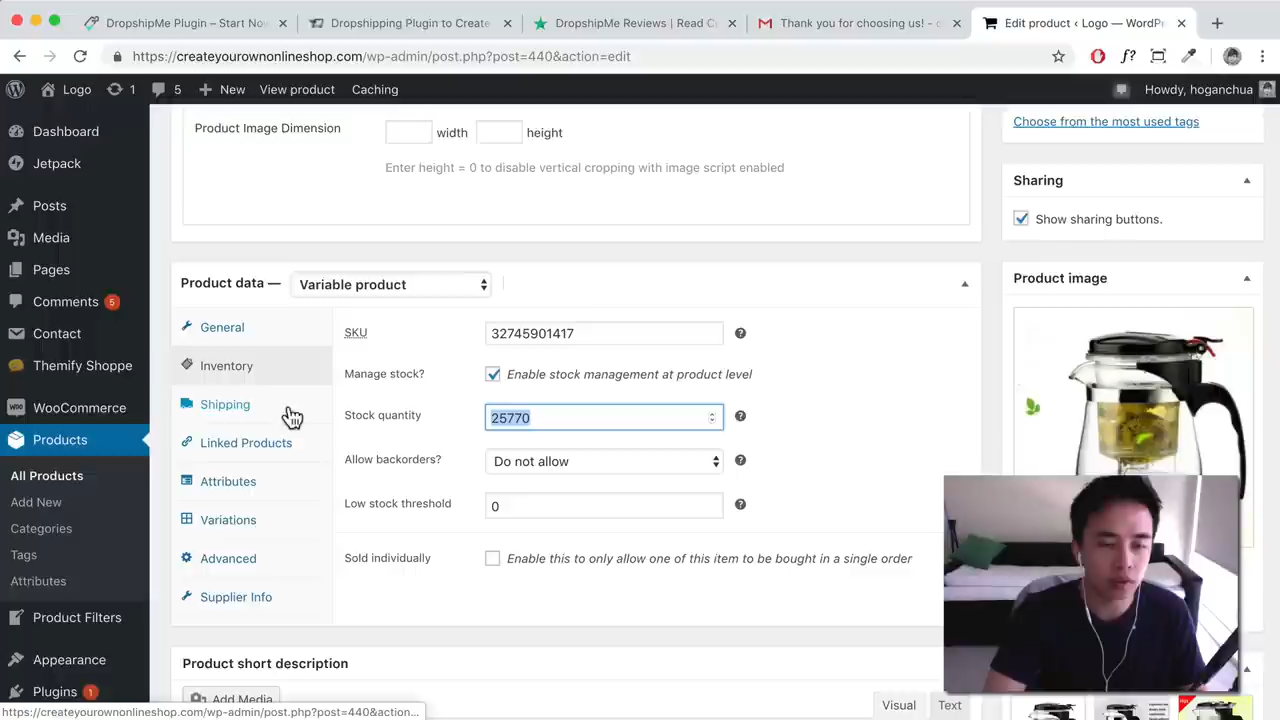 DropshipMe Plugin – Start Now
Dropshipping Plugin to Create
DropshipMe Reviews | Read C
Thank you for choosing us! -
Edit product ‹ Logo — WordPr
https://createyourownonlineshop.com/wp-admin/post.php?post=440&action=edit
Logo
1
5
New
View product
Caching
Howdy, hoganchua
Dashboard
Jetpack
Posts
Media
Pages
Comments 5
Contact
Themify Shoppe
WooCommerce
Products
All Products
Add New
Categories
Tags
Attributes
Product Filters
Appearance
Plugins 1
Product Image Dimension
width
height
Enter height = 0 to disable vertical cropping with image script enabled
Product data —
Variable product
General
Inventory
Shipping
Linked Products
Attributes
Variations
Advanced
Supplier Info
SKU
32745901417
Manage stock?
Enable stock management at product level
Stock quantity
25770
Allow backorders?
Do not allow
Low stock threshold
0
Sold individually
Enable this to only allow one of this item to be bought in a single order
Product short description
Add Media
Visual
Text
Choose from the most used tags
Sharing
Show sharing buttons.
Product image
https://createyourownonlineshop.com/wp-admin/post.php?post=440&action...